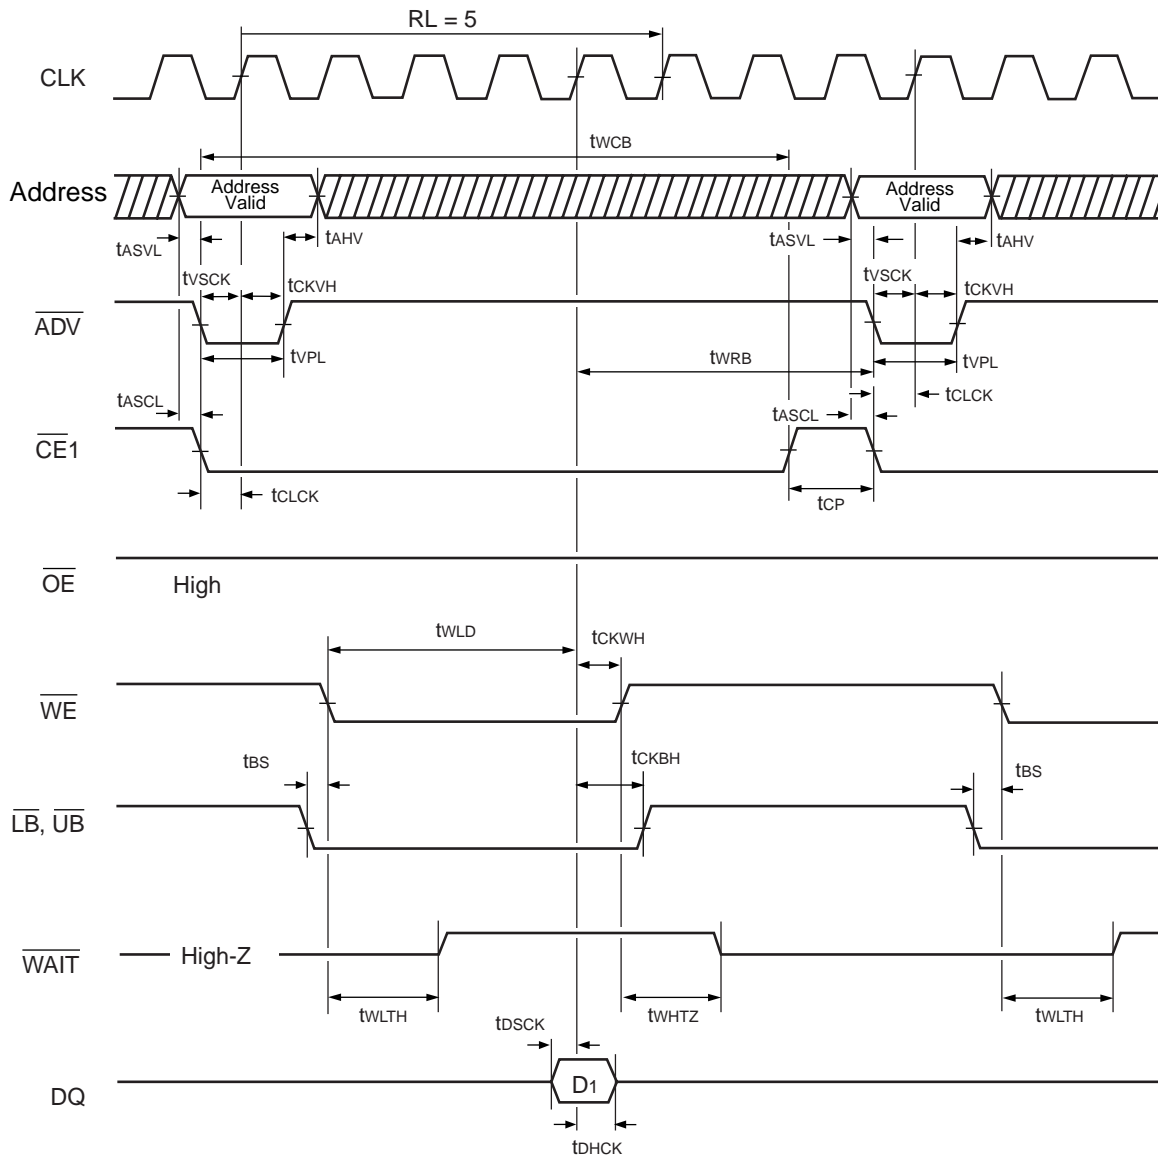 RL = 5
CLK
tWCB
Address
Address Valid
Address Valid
tASVL
tAHV
tASVL
tAHV
tVSCK
tCKVH
tVSCK
tCKVH
ADV
tVPL
tWRB
tVPL
tASCL
tASCL
tCLCK
CE1
tCLCK
tCP
OE
High
tWLD
tCKWH
WE
tBS
tCKBH
tBS
LB, UB
WAIT
High-Z
tWLTH
tWHTZ
tWLTH
tDSCK
DQ
D1
tDHCK